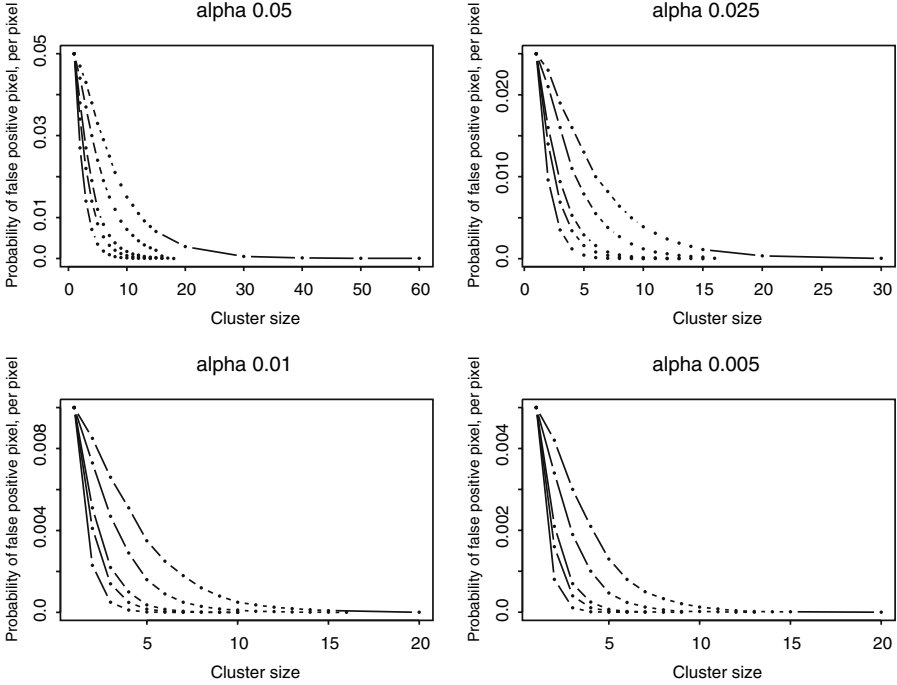 alpha 0.05
Probability of false positive pixel, per pixel
0.05
0.03
0.01
0.0
0 10 20 30 40 50 60
Cluster size
alpha 0.025
Probability of false positive pixel, per pixel
0.020
0.010
0.0
0 5 10 15 20 25 30
Cluster size
alpha 0.01
Probability of false positive pixel, per pixel
0.008
0.004
0.0
5 10 15 20
Cluster size
alpha 0.005
Probability of false positive pixel, per pixel
0.004
0.002
0.0
5 10 15 20
Cluster size